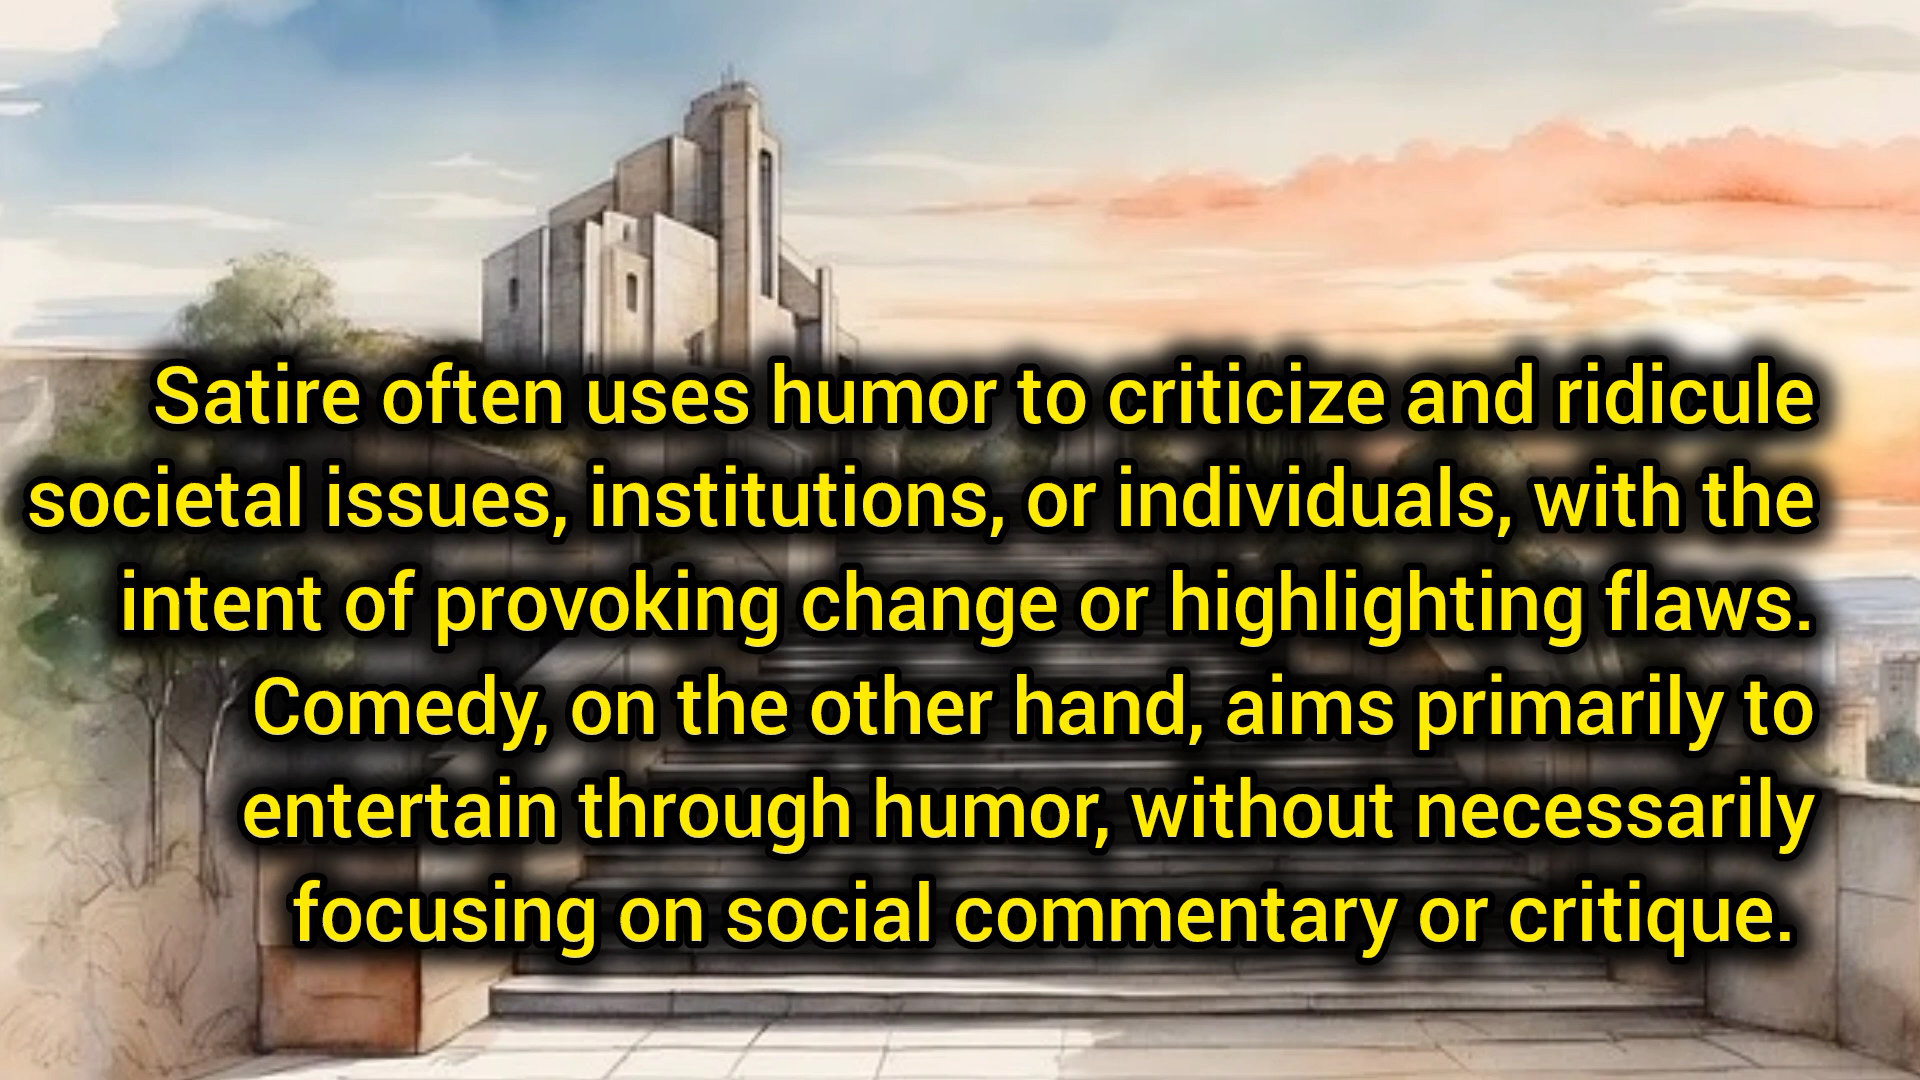 Satire often uses humor to criticize and ridicule
societal issues, institutions, or individuals, with the
intent of provoking change or highlighting flaws.
Comedy, on the other hand, aims primarily to
entertain through humor, without necessarily
focusing on social commentary or critique.